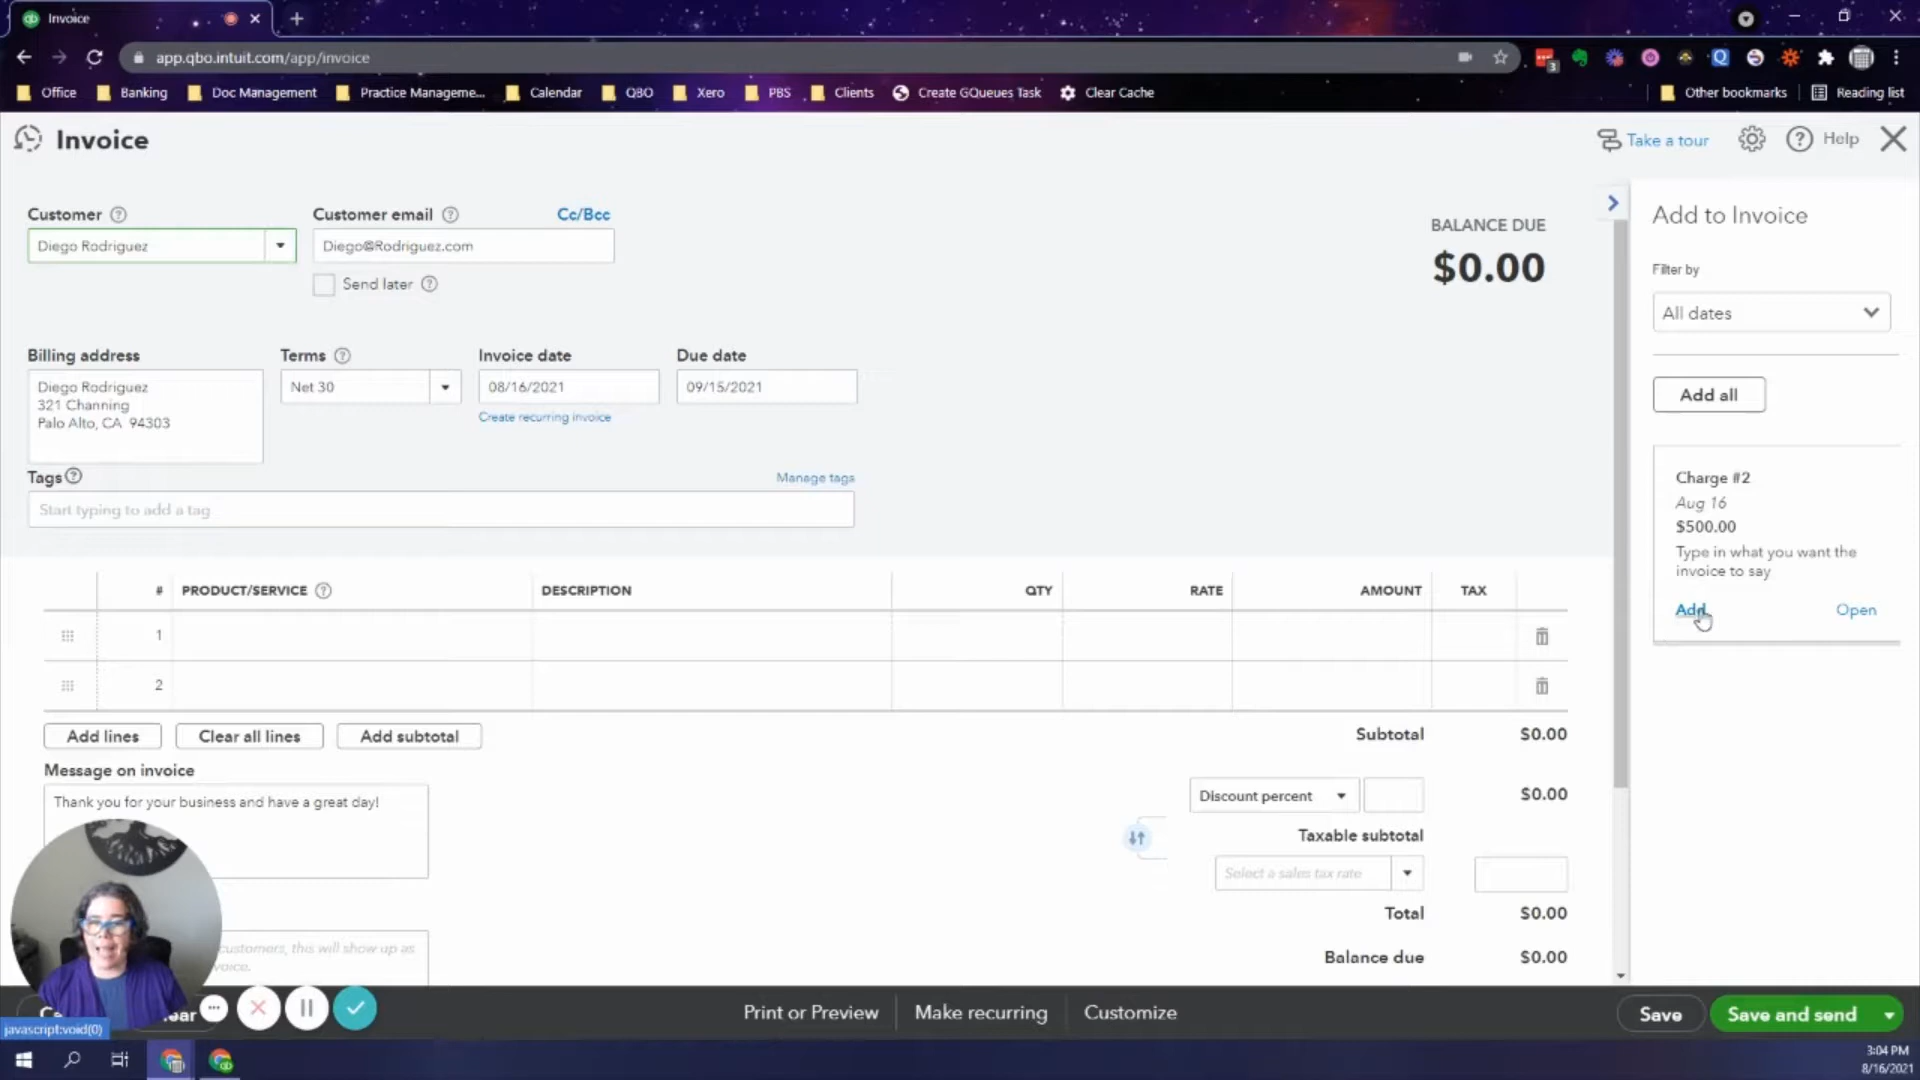 Invoice
app.qbo.intuit.com/app/invoice
3
Office
Banking
Doc Management
Practice Manageme...
Calendar
QBO
Xero
PBS
Clients
Create GQueues Task
Clear Cache
Other bookmarks
Reading list
Invoice
Take a tour
Help
Customer
Customer email
Cc/Bcc
Diego Rodriguez
Diego@Rodriguez.com
Send later
BALANCE DUE
$0.00
Billing address
Terms
Invoice date
Due date
Diego Rodriguez
321 Channing
Palo Alto, CA 94303
Net 30
08/16/2021
09/15/2021
Create recurring invoice
Tags
Manage tags
Start typing to add a tag
Add to Invoice
Filter by
All dates
Add all
Charge #2
Aug 16
$500.00
Type in what you want the
invoice to say
Add
Open
# PRODUCT/SERVICE DESCRIPTION QTY RATE AMOUNT TAX
1
2
Add lines
Clear all lines
Add subtotal
Subtotal $0.00
Message on invoice
Thank you for your business and have a great day!
Discount percent $0.00
Taxable subtotal
Select a sales tax rate
Total $0.00
customers, this will show up as
voice.
Balance due $0.00
Print or Preview
Make recurring
Customize
Save
Save and send
javascript:void(0)
3:04 PM
8/16/2021